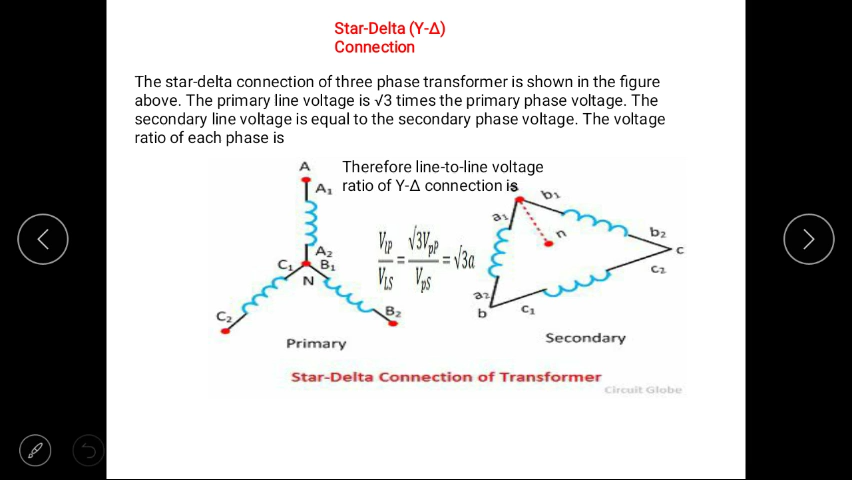 Star-Delta (Y-Δ)
Connection
The star-delta connection of three phase transformer is shown in the figure
above. The primary line voltage is √3 times the primary phase voltage. The
secondary line voltage is equal to the secondary phase voltage. The voltage
ratio of each phase is
Therefore line-to-line voltage
ratio of Y-Δ connection is
A
A₁
A₂
C₁
B₁
N
C₂
B₂
Primary
V_LP/V_LS = √3V_pP/V_pS = √3a
b₁
a₁
n
b₂
c
c₂
a₂
b
c₁
Secondary
Star-Delta Connection of Transformer
Circuit Globe